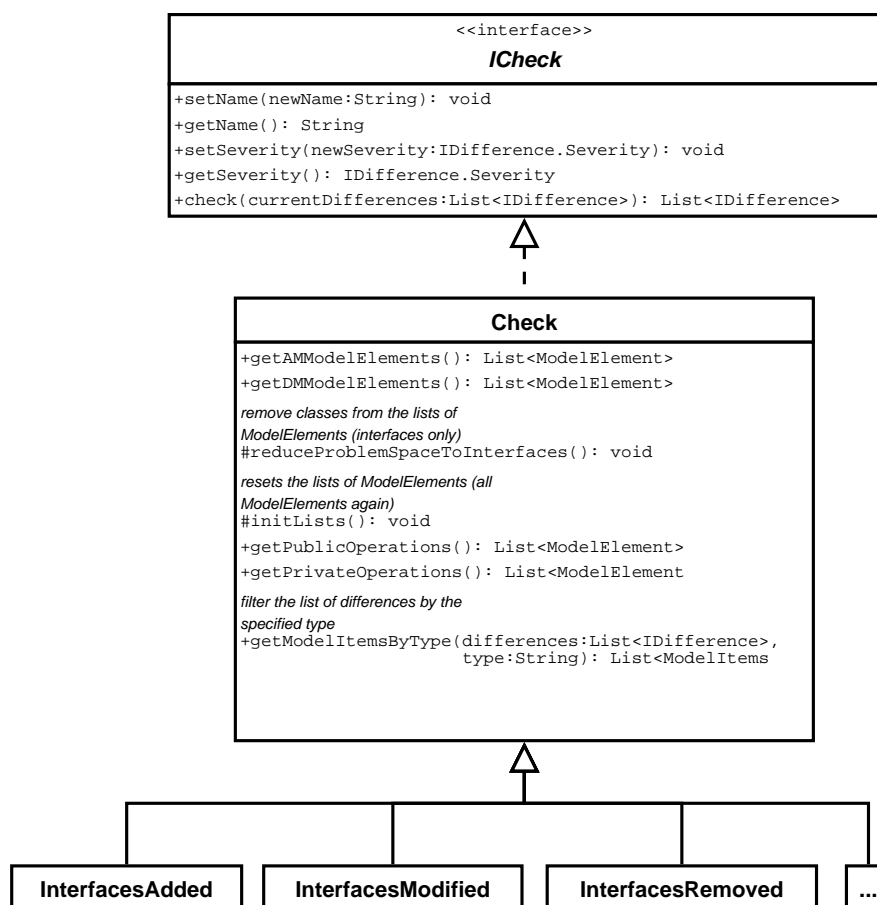 <<interface>>
ICheck
+setName(newName:String): void
+getName(): String
+setSeverity(newSeverity:IDifference.Severity): void
+getSeverity(): IDifference.Severity
+check(currentDifferences:List<IDifference>): List<IDifference>
Check
+getAMModelElements(): List<ModelElement>
+getDMModelElements(): List<ModelElement>
remove classes from the lists of
ModelElements (interfaces only)
#reduceProblemSpaceToInterfaces(): void
resets the lists of ModelElements (all
ModelElements again)
#initLists(): void
+getPublicOperations(): List<ModelElement>
+getPrivateOperations(): List<ModelElement
filter the list of differences by the
specified type
+getModelItemsByType(differences:List<IDifference>,
type:String): List<ModelItems
InterfacesAdded InterfacesModified InterfacesRemoved ...